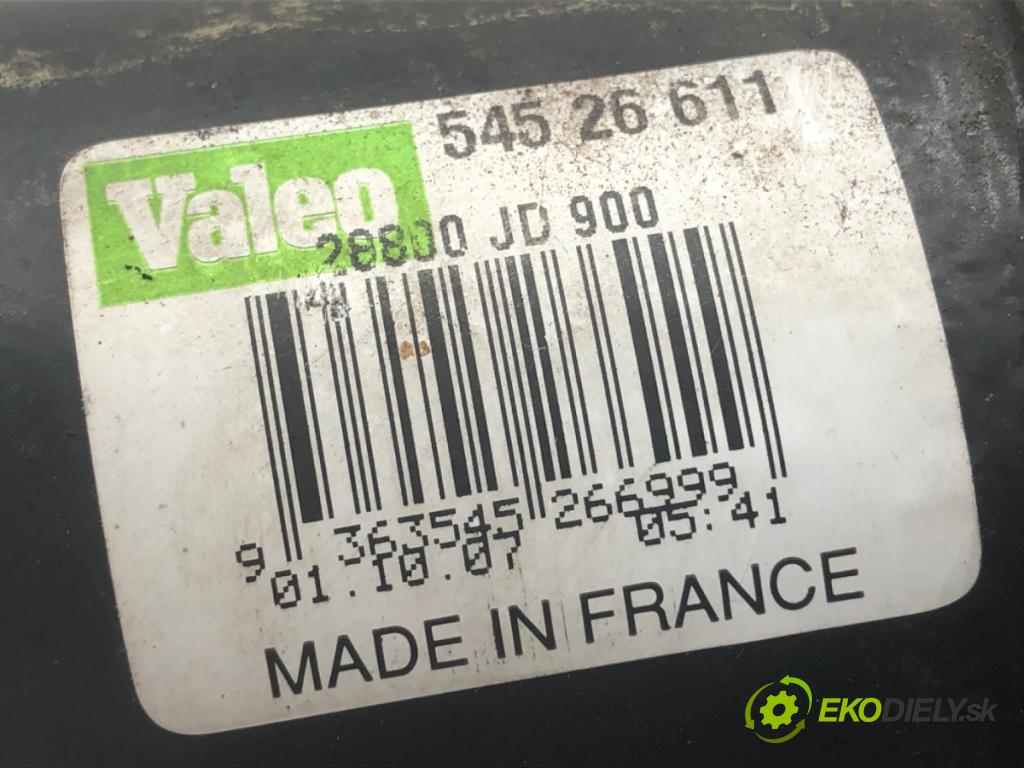 545 26 611
Valeo
28800 JD 900
9 363545 266999
01.10.07 05:41
MADE IN FRANCE
EKODIELY.sk